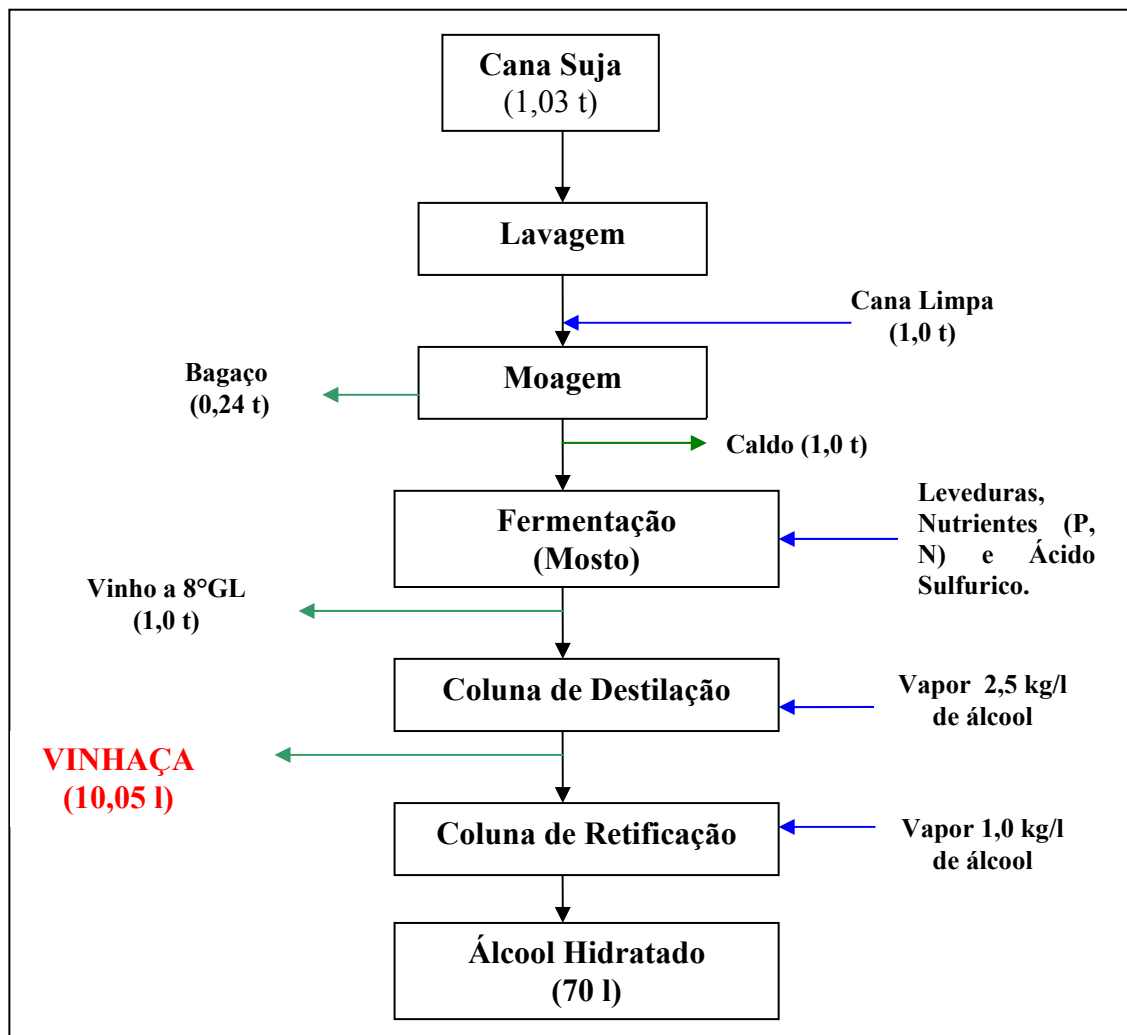 Cana Suja
(1,03 t)
Lavagem
Cana Limpa
(1,0 t)
Moagem
Bagaço
(0,24 t)
Caldo (1,0 t)
Fermentação
(Mosto)
Leveduras,
Nutrientes (P,
N) e Ácido
Sulfurico.
Vinho a 8°GL
(1,0 t)
Coluna de Destilação
Vapor 2,5 kg/l
de álcool
VINHAÇA
(10,05 l)
Coluna de Retificação
Vapor 1,0 kg/l
de álcool
Álcool Hidratado
(70 l)